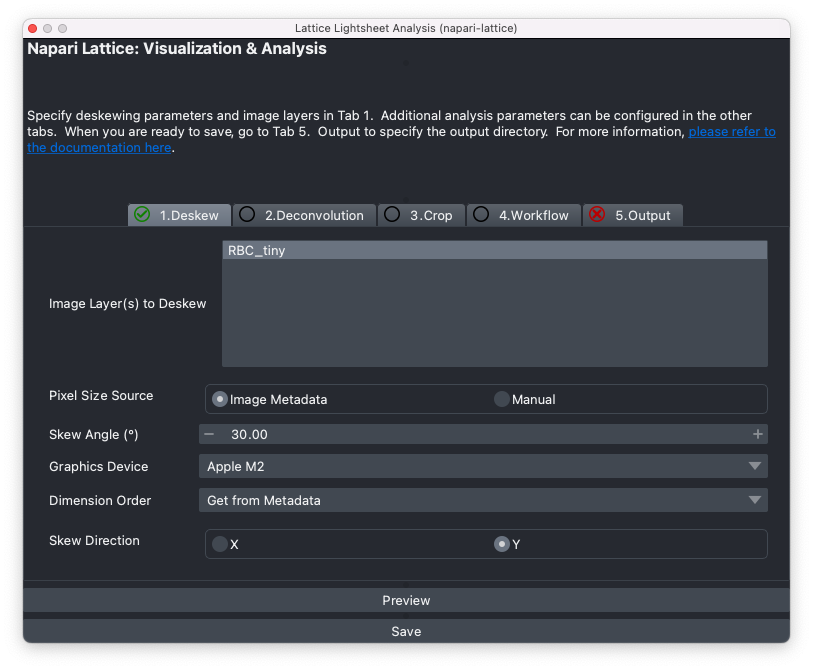 Lattice Lightsheet Analysis (napari-lattice)
Napari Lattice: Visualization & Analysis
Specify deskewing parameters and image layers in Tab 1.  Additional analysis parameters can be configured in the other
tabs.  When you are ready to save, go to Tab 5.  Output to specify the output directory.  For more information, please refer to
the documentation here.
1.Deskew 2.Deconvolution 3.Crop 4.Workflow 5.Output
RBC_tiny
Image Layer(s) to Deskew
Pixel Size Source Image Metadata Manual
Skew Angle (°) − 30.00 +
Graphics Device Apple M2
Dimension Order Get from Metadata
Skew Direction X Y
Preview
Save